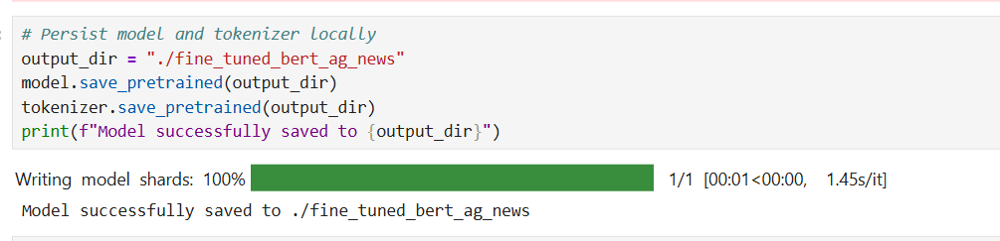 # Persist model and tokenizer locally
output_dir = "./fine_tuned_bert_ag_news"
model.save_pretrained(output_dir)
tokenizer.save_pretrained(output_dir)
print(f"Model successfully saved to {output_dir}")
Writing model shards: 100% 1/1 [00:01<00:00, 1.45s/it]
Model successfully saved to ./fine_tuned_bert_ag_news